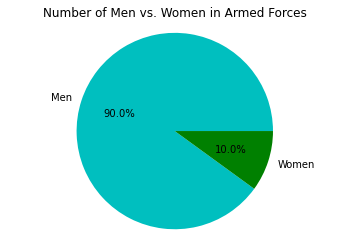 Number of Men vs. Women in Armed Forces
Men
90.0%
10.0%
Women